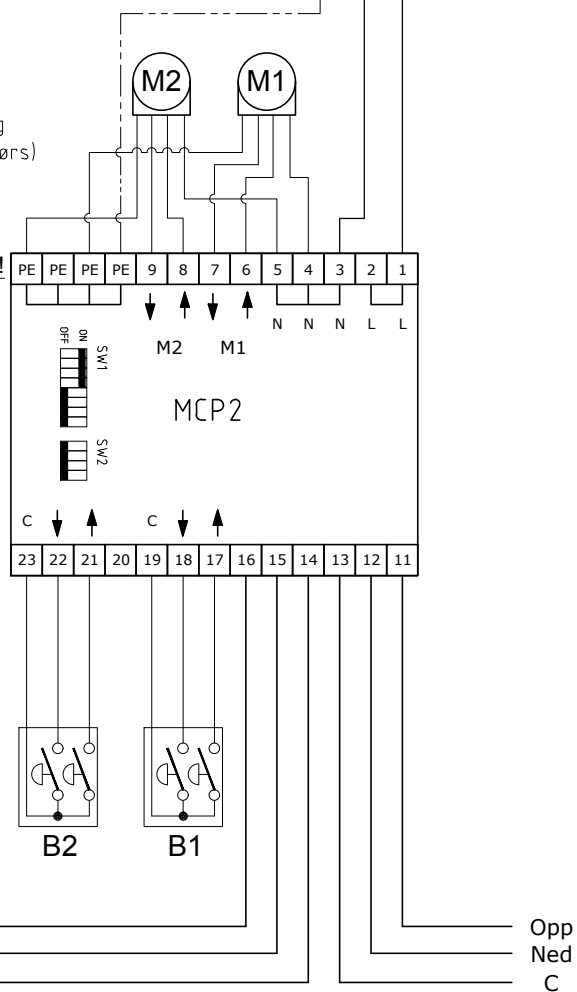 M2 M1
g
ørs)
!
PE PE PE PE 9 8 7 6 5 4 3 2 1
N N N L L
M2 M1
OFF ON
SW1
MCP2
SW2
C C
23 22 21 20 19 18 17 16 15 14 13 12 11
B2 B1
Opp
Ned
C